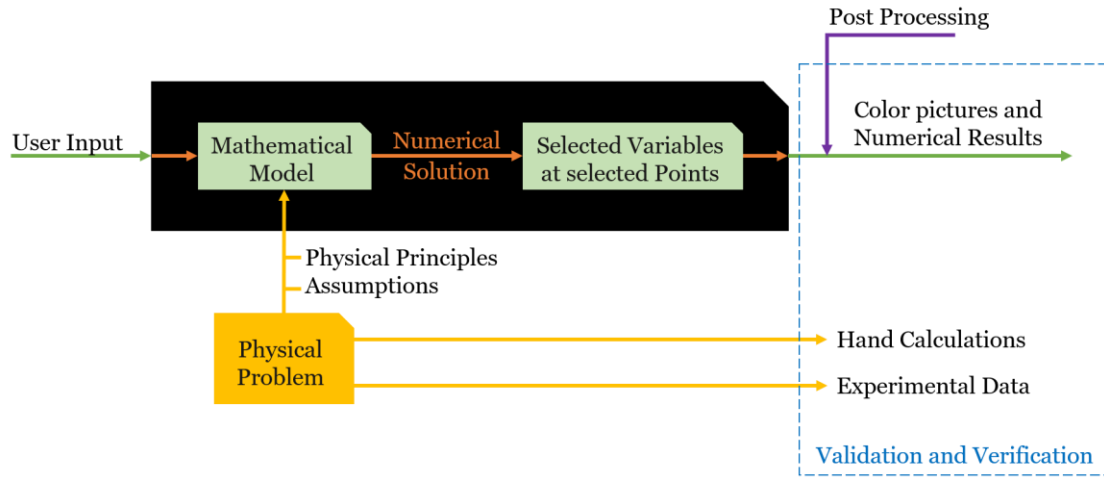 Post Processing
User Input
Mathematical
Model
Numerical
Solution
Selected Variables
at selected Points
Color pictures and
Numerical Results
Physical Principles
Assumptions
Physical
Problem
Hand Calculations
Experimental Data
Validation and Verification